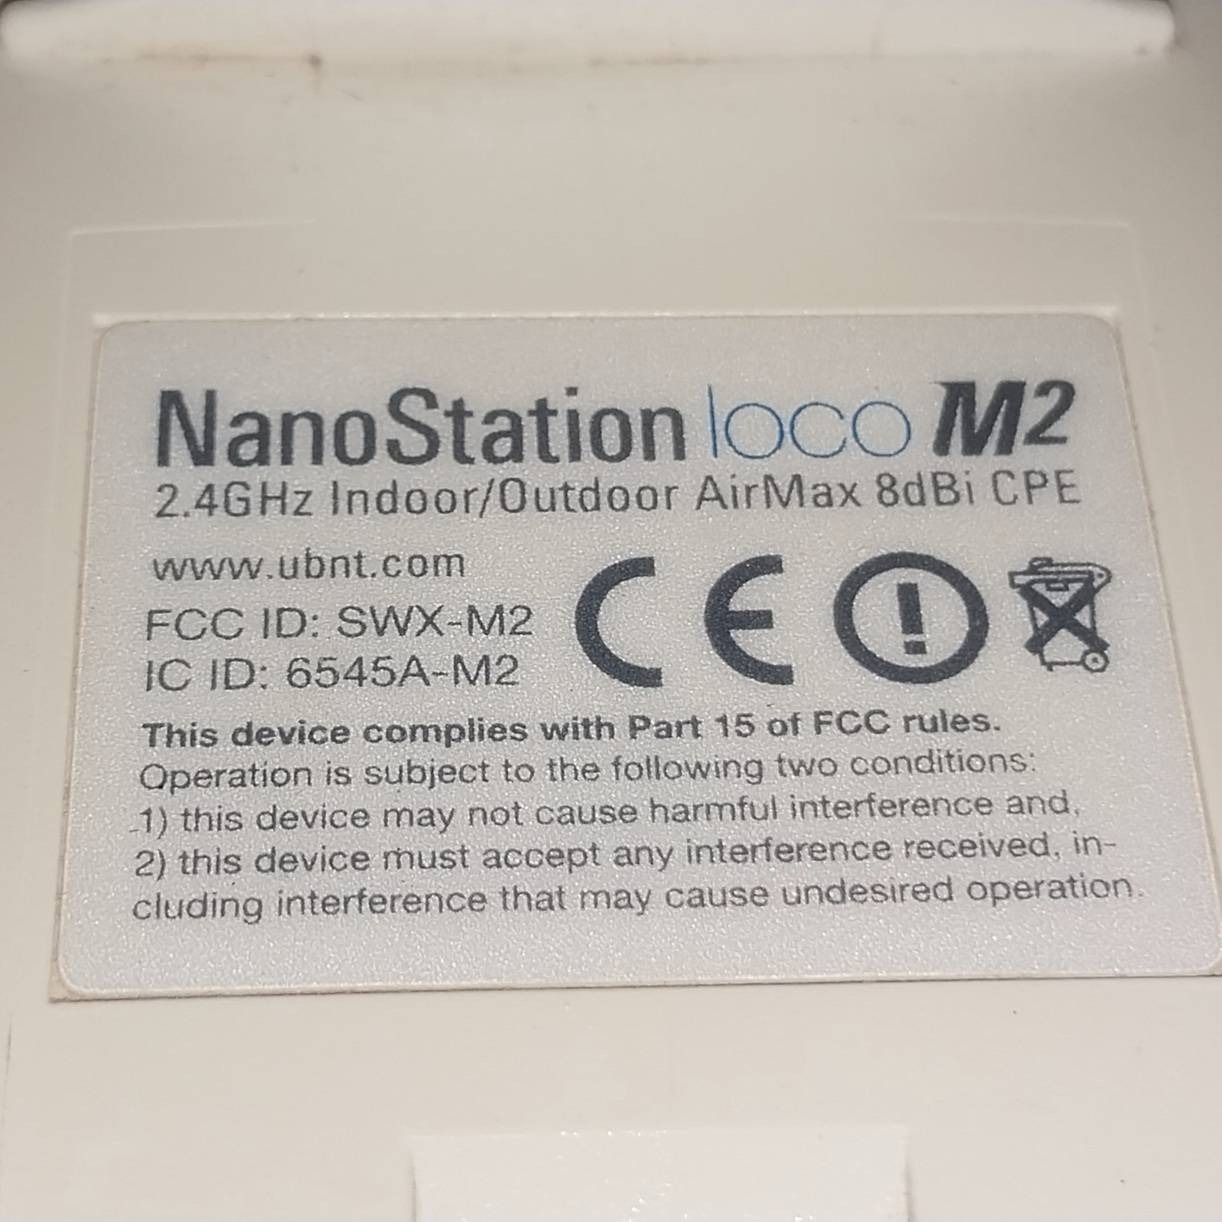 NanoStation loco M2
2.4GHz Indoor/Outdoor AirMax 8dBi CPE
www.ubnt.com
FCC ID: SWX-M2
IC ID: 6545A-M2
CE
This device complies with Part 15 of FCC rules.
Operation is subject to the following two conditions:
1) this device may not cause harmful interference and,
2) this device must accept any interference received, in-
cluding interference that may cause undesired operation.